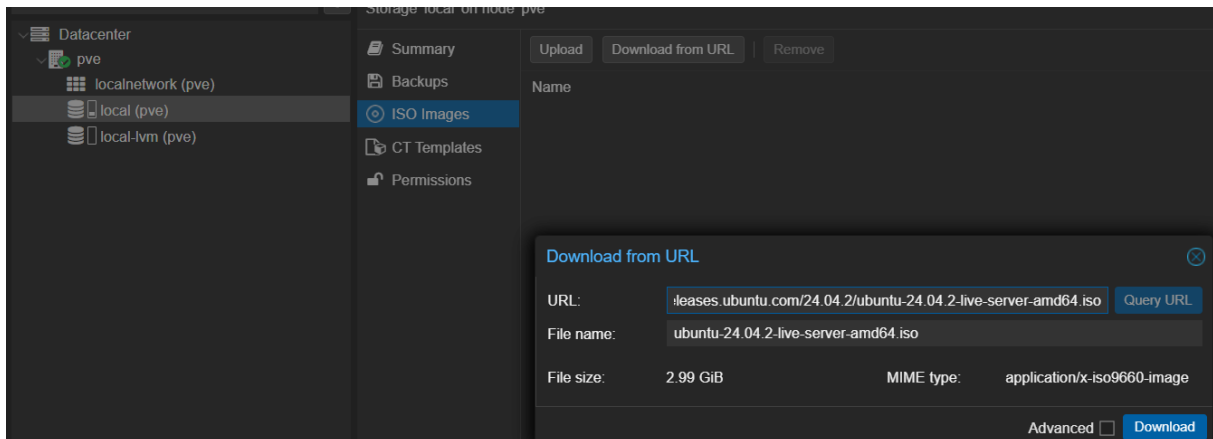 Storage 'local' on node 'pve'
Datacenter
pve
localnetwork (pve)
local (pve)
local-lvm (pve)
Summary
Backups
ISO Images
CT Templates
Permissions
Upload Download from URL Remove
Name
Download from URL
URL: eleases.ubuntu.com/24.04.2/ubuntu-24.04.2-live-server-amd64.iso Query URL
File name: ubuntu-24.04.2-live-server-amd64.iso
File size: 2.99 GiB MIME type: application/x-iso9660-image
Advanced Download